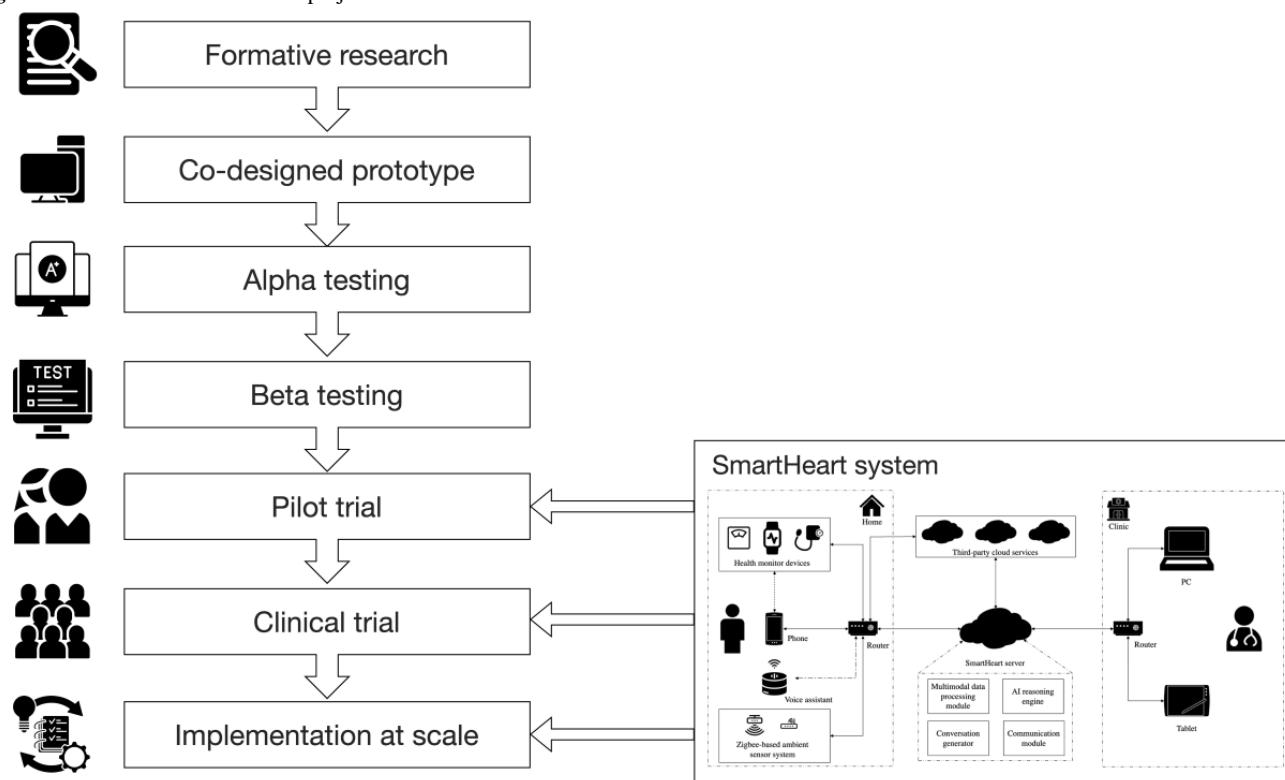 Formative research
Co-designed prototype
Alpha testing
A+
Beta testing
TEST
Pilot trial
Clinical trial
Implementation at scale
SmartHeart system
Home
Health monitor devices
Phone
Router
Voice assistant
Zigbee-based ambient
sensor system
Third-party cloud services
SmartHeart server
Multimodal data
processing
module
AI reasoning
engine
Conversation
generator
Communication
module
Clinic
PC
Router
Tablet